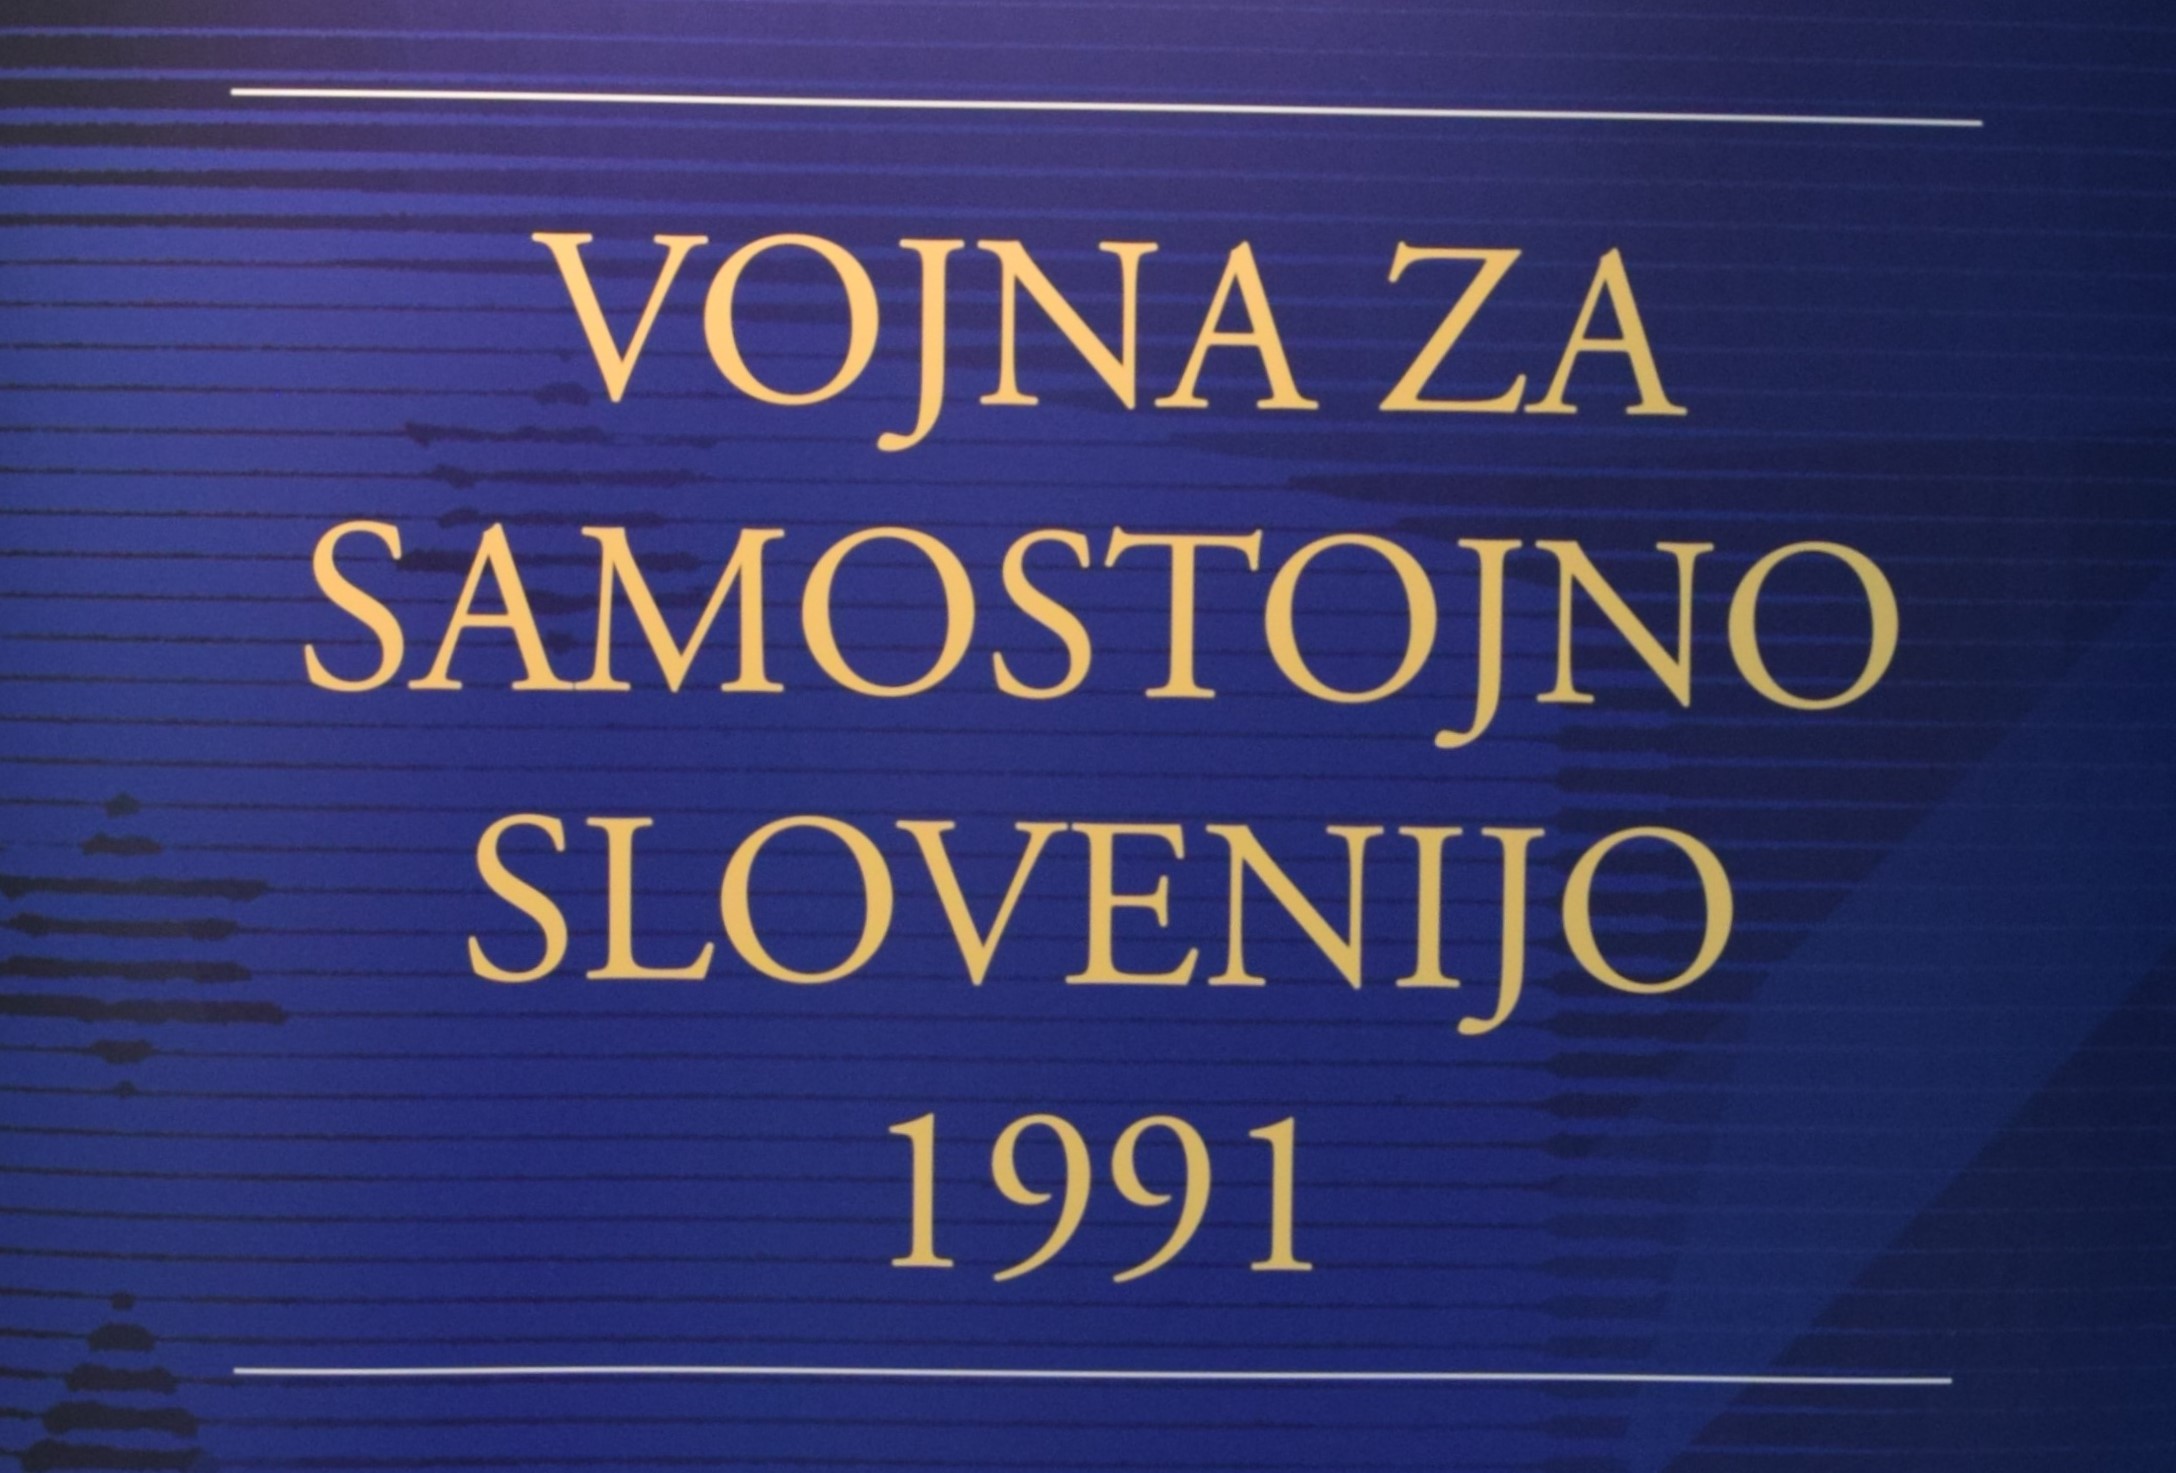 VOJNA ZA
SAMOSTOJNO
SLOVENIJO
1991